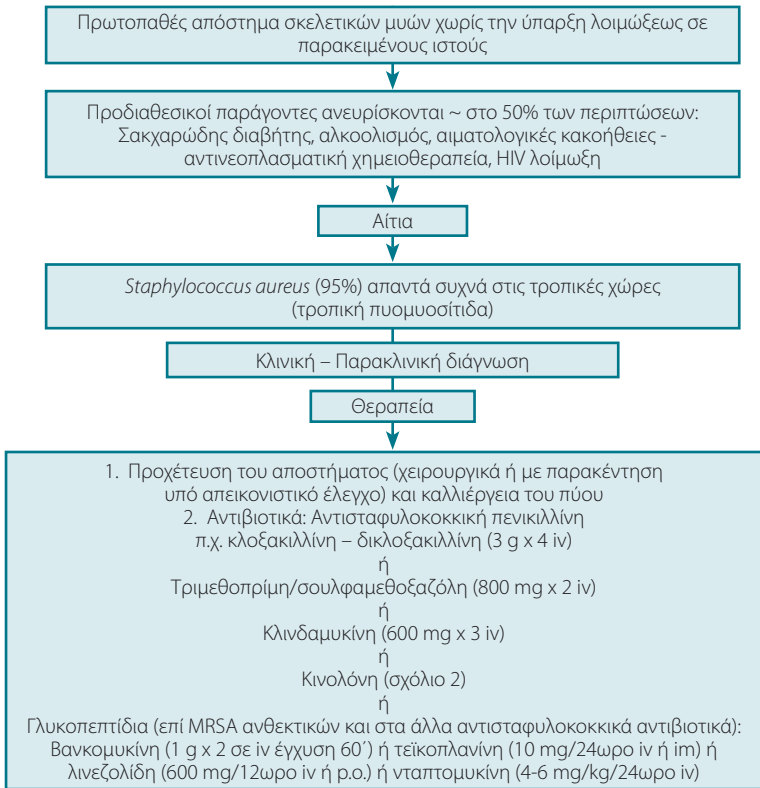 Πρωτοπαθές απόστημα σκελετικών μυών χωρίς την ύπαρξη λοιμώξεως σε
παρακειμένους ιστούς
Προδιαθεσικοί παράγοντες ανευρίσκονται ~ στο 50% των περιπτώσεων:
Σακχαρώδης διαβήτης, αλκοολισμός, αιματολογικές κακοήθειες -
αντινεοπλασματική χημειοθεραπεία, HIV λοίμωξη
Αίτια
Staphylococcus aureus (95%) απαντά συχνά στις τροπικές χώρες
(τροπική πυομυοσίτιδα)
Κλινική – Παρακλινική διάγνωση
Θεραπεία
1. Προχέτευση του αποστήματος (χειρουργικά ή με παρακέντηση
υπό απεικονιστικό έλεγχο) και καλλιέργεια του πύου
2. Αντιβιοτικά: Αντισταφυλοκοκκική πενικιλλίνη
π.χ. κλοξακιλλίνη – δικλοξακιλλίνη (3 g x 4 iv)
ή
Τριμεθοπρίμη/σουλφαμεθοξαζόλη (800 mg x 2 iv)
ή
Κλινδαμυκίνη (600 mg x 3 iv)
ή
Κινολόνη (σχόλιο 2)
ή
Γλυκοπεπτίδια (επί MRSA ανθεκτικών και στα άλλα αντισταφυλοκοκκικά αντιβιοτικά):
Βανκομυκίνη (1 g x 2 σε iv έγχυση 60΄) ή τεϊκοπλανίνη (10 mg/24ωρο iv ή im) ή
λινεζολίδη (600 mg/12ωρο iv ή p.o.) ή νταπτομυκίνη (4-6 mg/kg/24ωρο iv)